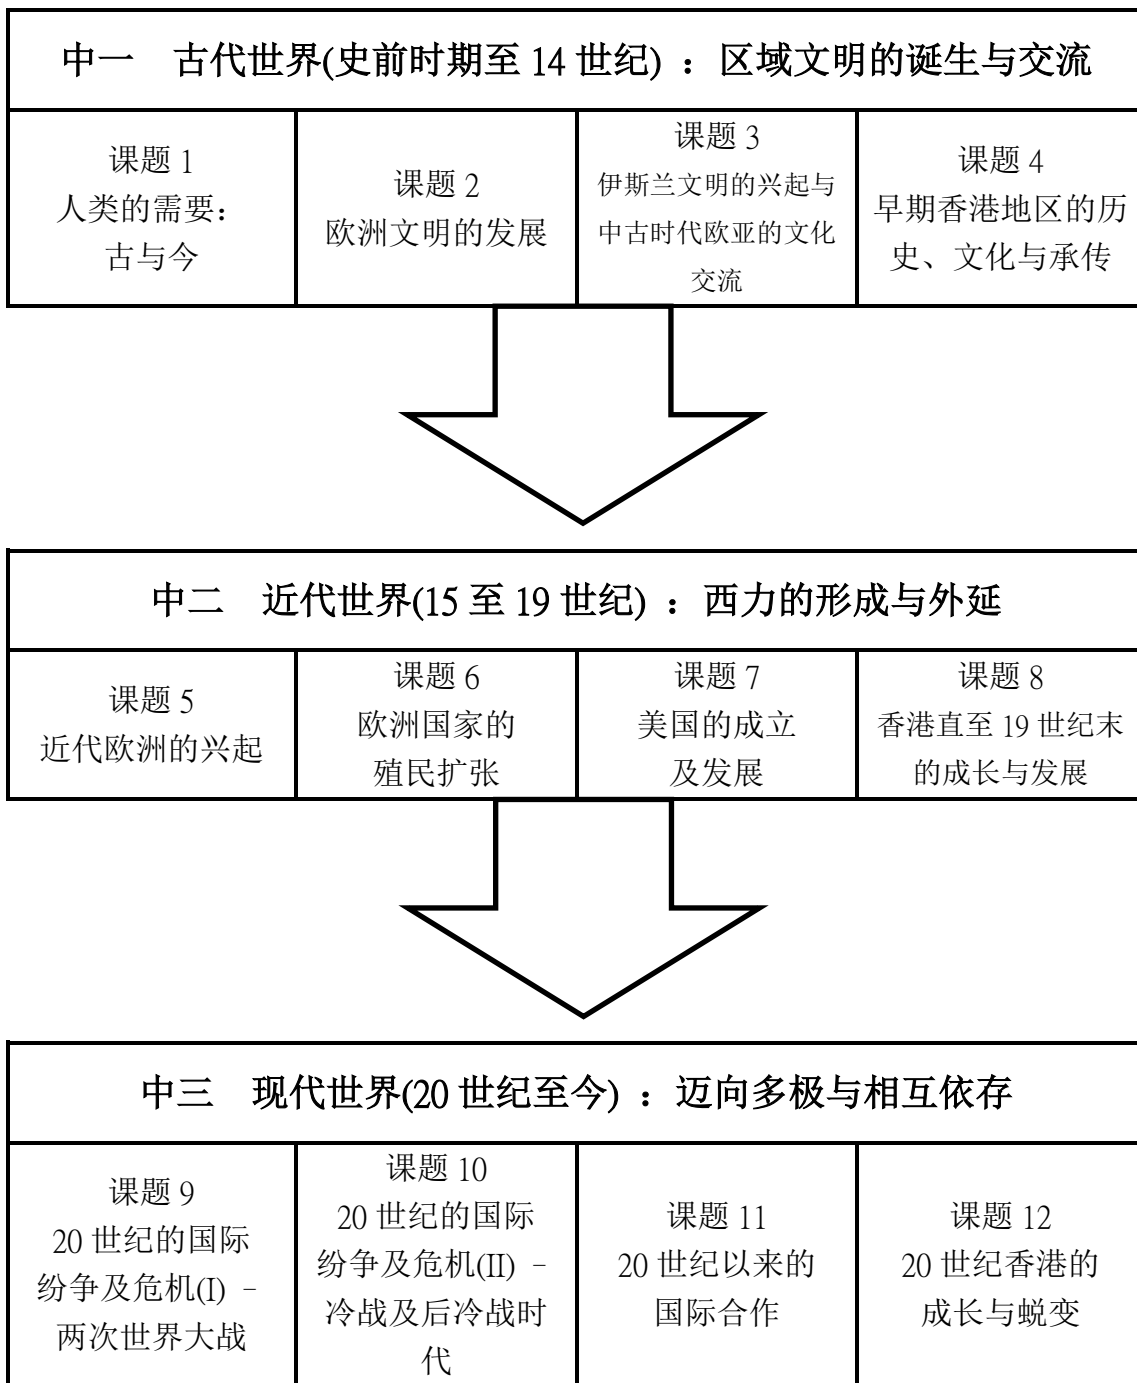 中一　古代世界(史前时期至 14 世纪) ：区域文明的诞生与交流
课题 1
人类的需要：
古与今
课题 2
欧洲文明的发展
课题 3
伊斯兰文明的兴起与
中古时代欧亚的文化
交流
课题 4
早期香港地区的历
史、文化与承传
中二　近代世界(15 至 19 世纪) ：西力的形成与外延
课题 5
近代欧洲的兴起
课题 6
欧洲国家的
殖民扩张
课题 7
美国的成立
及发展
课题 8
香港直至 19 世纪末
的成长与发展
中三　现代世界(20 世纪至今) ：迈向多极与相互依存
课题 9
20 世纪的国际
纷争及危机(I) –
两次世界大战
课题 10
20 世纪的国际
纷争及危机(II) –
冷战及后冷战时
代
课题 11
20 世纪以来的
国际合作
课题 12
20 世纪香港的
成长与蜕变